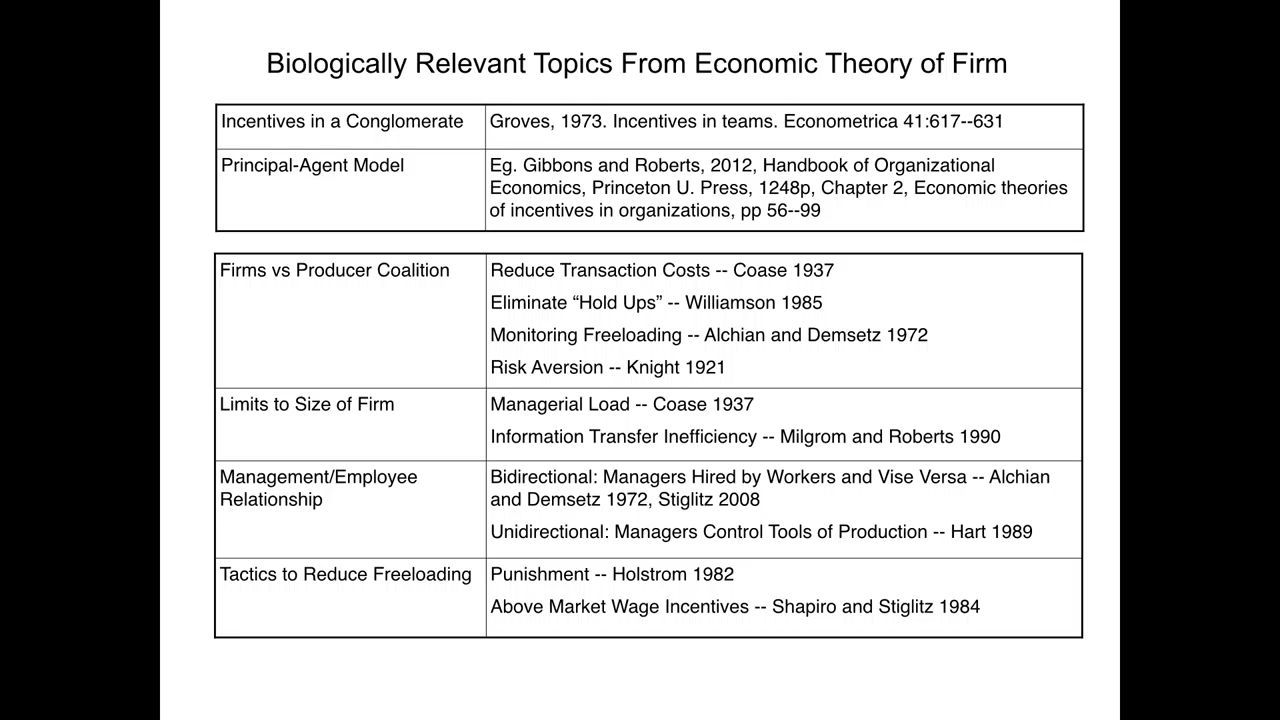 Biologically Relevant Topics From Economic Theory of Firm
Incentives in a Conglomerate
Groves, 1973. Incentives in teams. Econometrica 41:617--631
Principal-Agent Model
Eg. Gibbons and Roberts, 2012, Handbook of Organizational
Economics, Princeton U. Press, 1248p, Chapter 2, Economic theories
of incentives in organizations, pp 56--99
Firms vs Producer Coalition
Reduce Transaction Costs -- Coase 1937
Eliminate “Hold Ups” -- Williamson 1985
Monitoring Freeloading -- Alchian and Demsetz 1972
Risk Aversion -- Knight 1921
Limits to Size of Firm
Managerial Load -- Coase 1937
Information Transfer Inefficiency -- Milgrom and Roberts 1990
Management/Employee
Relationship
Bidirectional: Managers Hired by Workers and Vise Versa -- Alchian
and Demsetz 1972, Stiglitz 2008
Unidirectional: Managers Control Tools of Production -- Hart 1989
Tactics to Reduce Freeloading
Punishment -- Holstrom 1982
Above Market Wage Incentives -- Shapiro and Stiglitz 1984